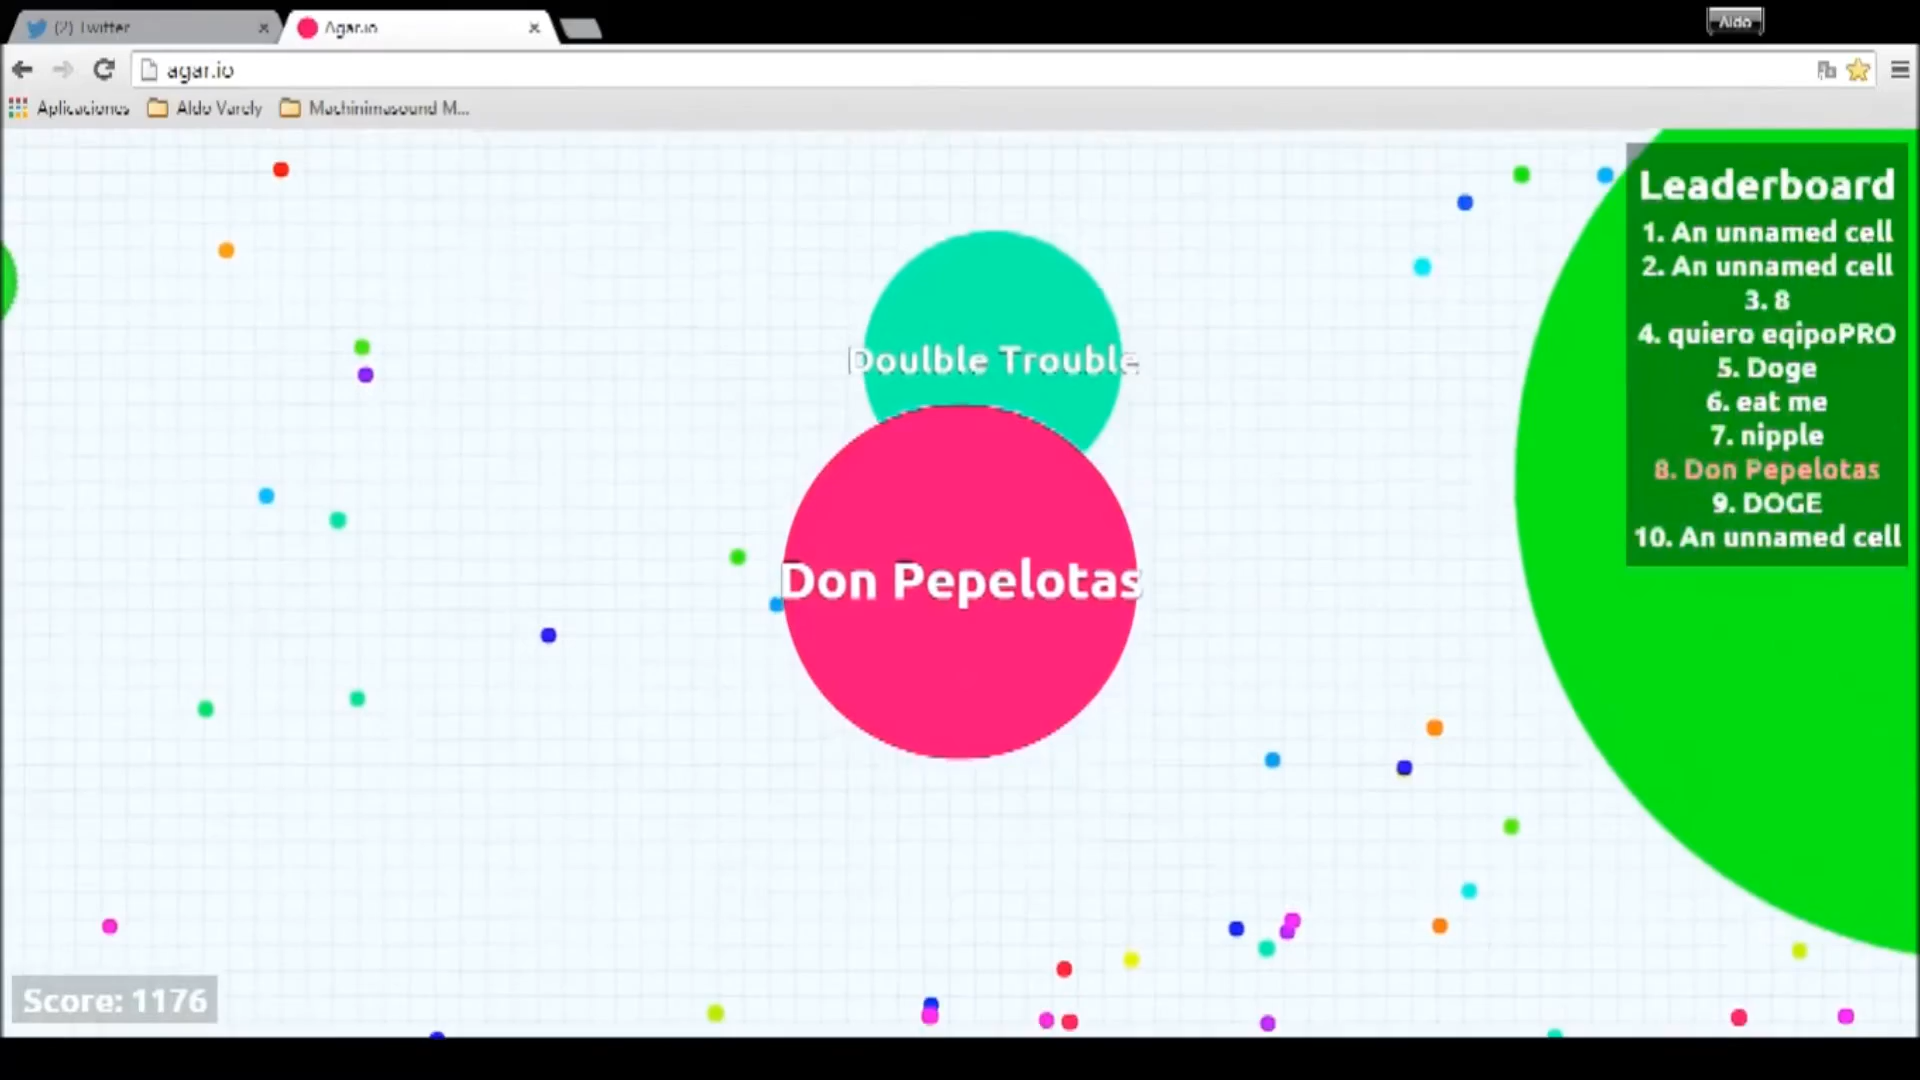 (2) Twitter
Agar.io
Aldo
agar.io
Aplicaciones
Aldo Varely
Machinimasound M...
Leaderboard
1. An unnamed cell
2. An unnamed cell
3. 8
4. quiero eqipoPRO
5. Doge
6. eat me
7. nipple
8. Don Pepelotas
9. DOGE
10. An unnamed cell
Doulble Trouble
Don Pepelotas
Score: 1176